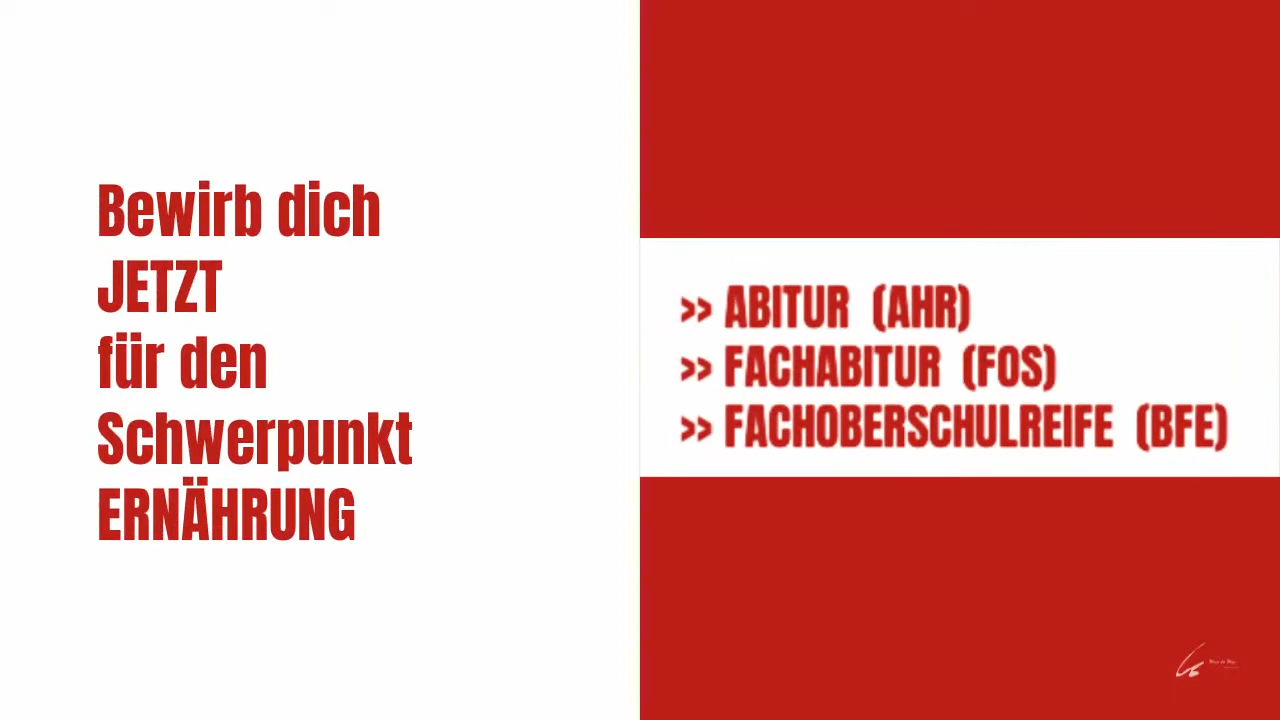 Bewirb dich
JETZT
für den
Schwerpunkt
ERNÄHRUNG
>> ABITUR (AHR)
>> FACHABITUR (FOS)
>> FACHOBERSCHULREIFE (BFE)